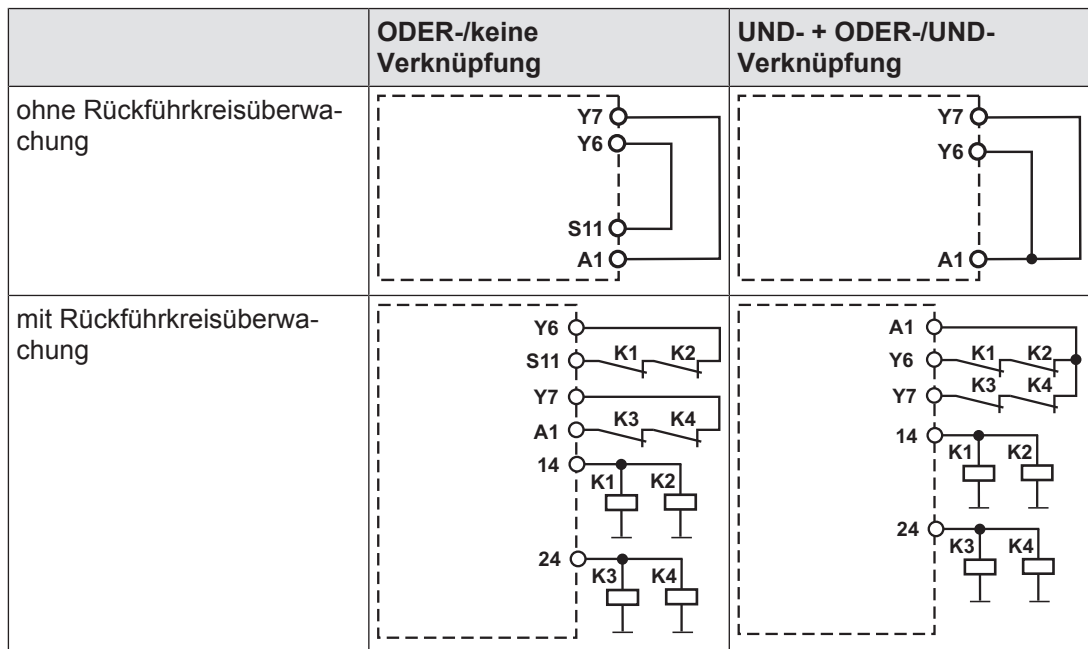 ODER-/keine
Verknüpfung
UND- + ODER-/UND-
Verknüpfung
ohne Rückführkreisüberwa-
chung
Y7
Y6
S11
A1
Y7
Y6
A1
mit Rückführkreisüberwa-
chung
Y6
S11 K1 K2
Y7
A1 K3 K4
14
K1 K2
24
K3 K4
A1
Y6 K1 K2
Y7 K3 K4
14
K1 K2
24
K3 K4